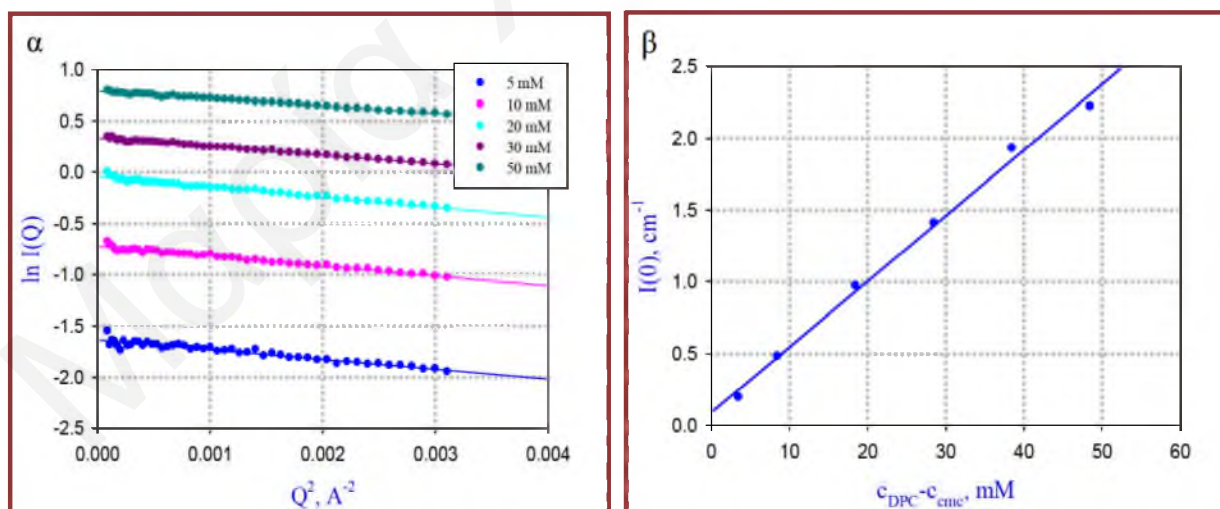 α
1.0
0.5
0.0
-0.5
-1.0
-1.5
-2.0
-2.5
ln I(Q)
5 mM
10 mM
20 mM
30 mM
50 mM
0.000 0.001 0.002 0.003 0.004
Q², A⁻²
β
2.5
2.0
1.5
1.0
0.5
0.0
I(0), cm⁻¹
0 10 20 30 40 50 60
c_DPC-c_cmc, mM